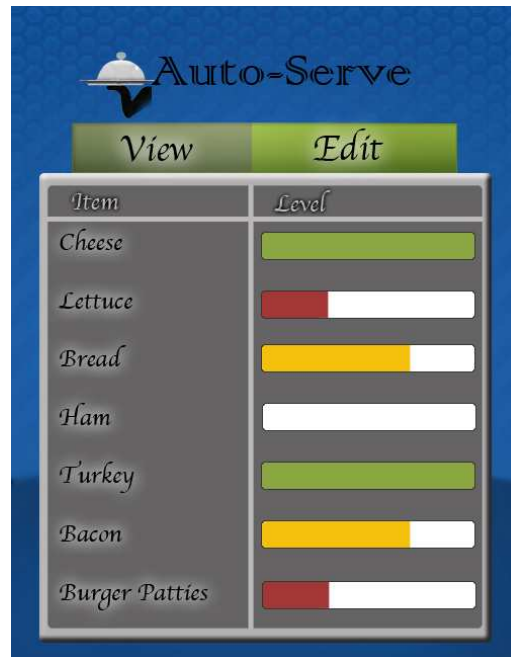 Auto-Serve
View Edit
Item Level
Cheese
Lettuce
Bread
Ham
Turkey
Bacon
Burger Patties